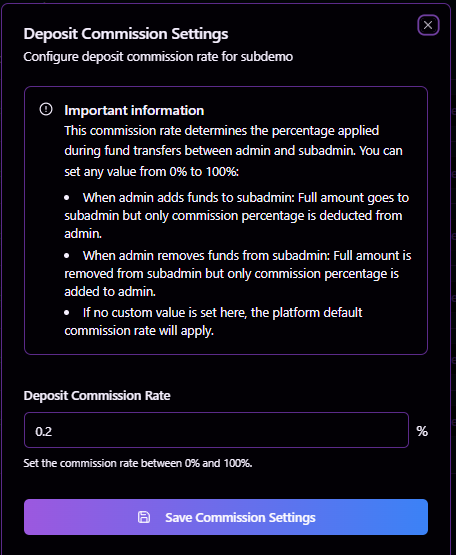 Deposit Commission Settings
Configure deposit commission rate for subdemo
Important information
This commission rate determines the percentage applied
during fund transfers between admin and subadmin. You can
set any value from 0% to 100%:
• When admin adds funds to subadmin: Full amount goes to
subadmin but only commission percentage is deducted from
admin.
• When admin removes funds from subadmin: Full amount is
removed from subadmin but only commission percentage is
added to admin.
• If no custom value is set here, the platform default
commission rate will apply.
Deposit Commission Rate
0.2 %
Set the commission rate between 0% and 100%.
Save Commission Settings